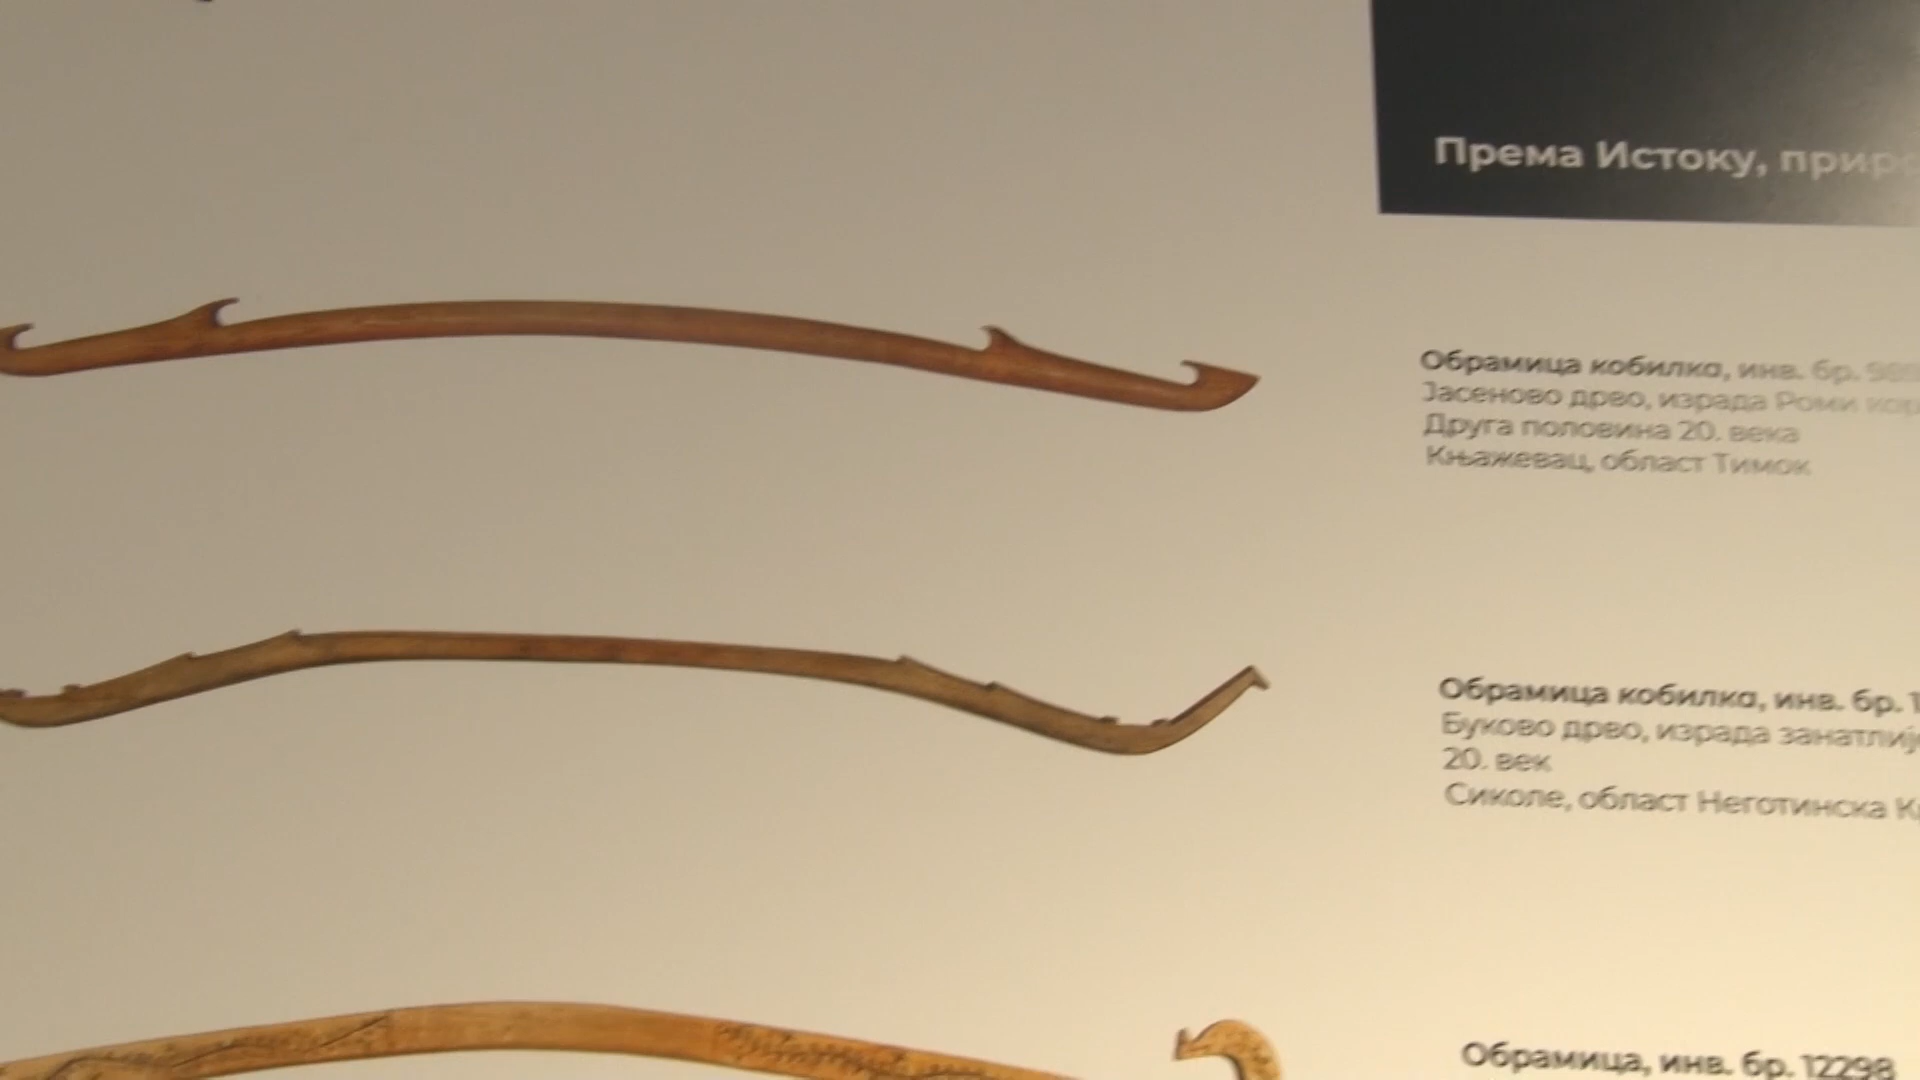 Према Истоку,
Обрамица кобилка, инв. бр.
Јасеново дрво, израда Роми
Друга половина 20. века
Књажевац, област Тимок
Обрамица кобилка, инв. бр.
Буково дрво, израда
20. век
Сиколе, област Неготинска
Обрамица, инв. бр. 12298